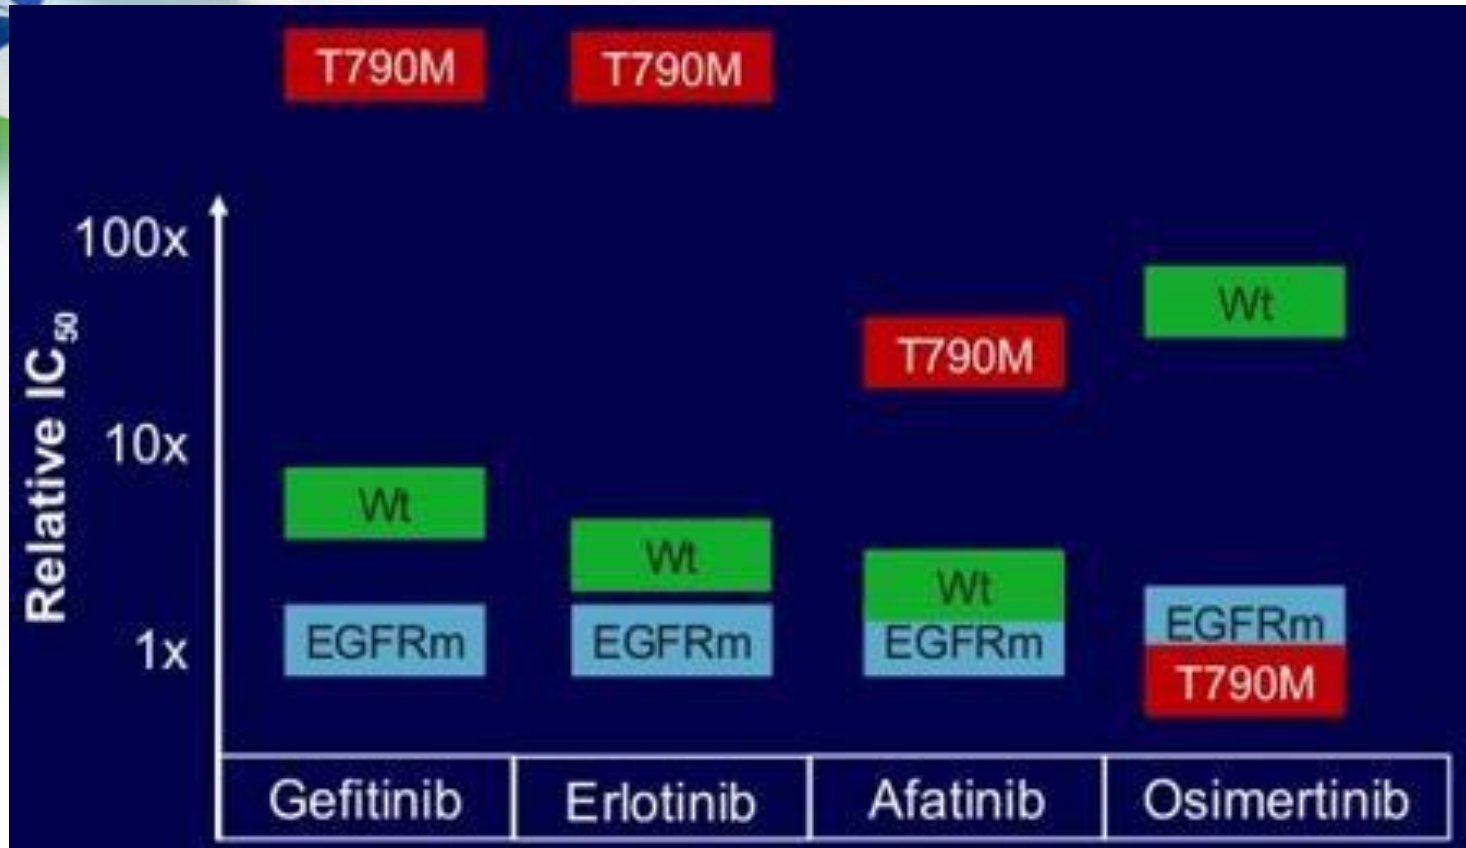 T790M
T790M
100x
Wt
T790M
Relative IC50
10x
Wt
Wt
Wt
EGFRm
1x
EGFRm
EGFRm
EGFRm
T790M
Gefitinib
Erlotinib
Afatinib
Osimertinib